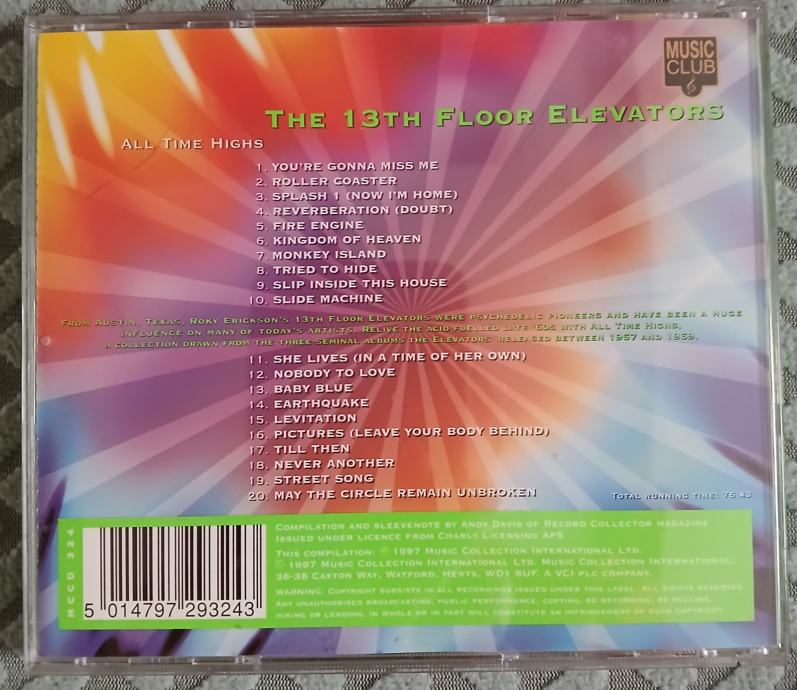 MUSIC
CLUB
THE 13TH FLOOR ELEVATORS
ALL TIME HIGHS
1. YOU'RE GONNA MISS ME
2. ROLLER COASTER
3. SPLASH 1 (NOW I'M HOME)
4. REVERBERATION (DOUBT)
5. FIRE ENGINE
6. KINGDOM OF HEAVEN
7. MONKEY ISLAND
8. TRIED TO HIDE
9. SLIP INSIDE THIS HOUSE
10. SLIDE MACHINE
FROM AUSTIN, TEXAS, ROKY ERICKSON'S 13TH FLOOR ELEVATORS WERE PSYCHEDELIC PIONEERS AND HAVE BEEN A HUGE
INFLUENCE ON MANY OF TODAY'S ARTISTS. RELIVE THE ACID FUELLED LATE '60S WITH ALL TIME HIGHS,
A COLLECTION DRAWN FROM THE THREE SEMINAL ALBUMS THE ELEVATORS RELEASED BETWEEN 1967 AND 1969.
11. SHE LIVES (IN A TIME OF HER OWN)
12. NOBODY TO LOVE
13. BABY BLUE
14. EARTHQUAKE
15. LEVITATION
16. PICTURES (LEAVE YOUR BODY BEHIND)
17. TILL THEN
18. NEVER ANOTHER
19. STREET SONG
20. MAY THE CIRCLE REMAIN UNBROKEN
TOTAL RUNNING TIME: 76.43
MCCD 324
5 014797 293243
COMPILATION AND SLEEVENOTE BY ANDY DAVIS OF RECORD COLLECTOR MAGAZINE
ISSUED UNDER LICENCE FROM CHARLY LICENSING APS
THIS COMPILATION: ℗ 1997 MUSIC COLLECTION INTERNATIONAL LTD.
© 1997 MUSIC COLLECTION INTERNATIONAL LTD. MUSIC COLLECTION INTERNATIONAL,
36-38 CAXTON WAY, WATFORD, HERTS, WD1 8UF. A VCI PLC COMPANY.
WARNING: COPYRIGHT SUBSISTS IN ALL RECORDINGS ISSUED UNDER THIS LABEL. ALL RIGHTS RESERVED.
ANY UNAUTHORISED BROADCASTING, PUBLIC PERFORMANCE, COPYING, RE-RECORDING, RE-SELLING,
HIRING OR LENDING, IN WHOLE OR IN PART WILL CONSTITUTE AN INFRINGEMENT OF SUCH COPYRIGHT.